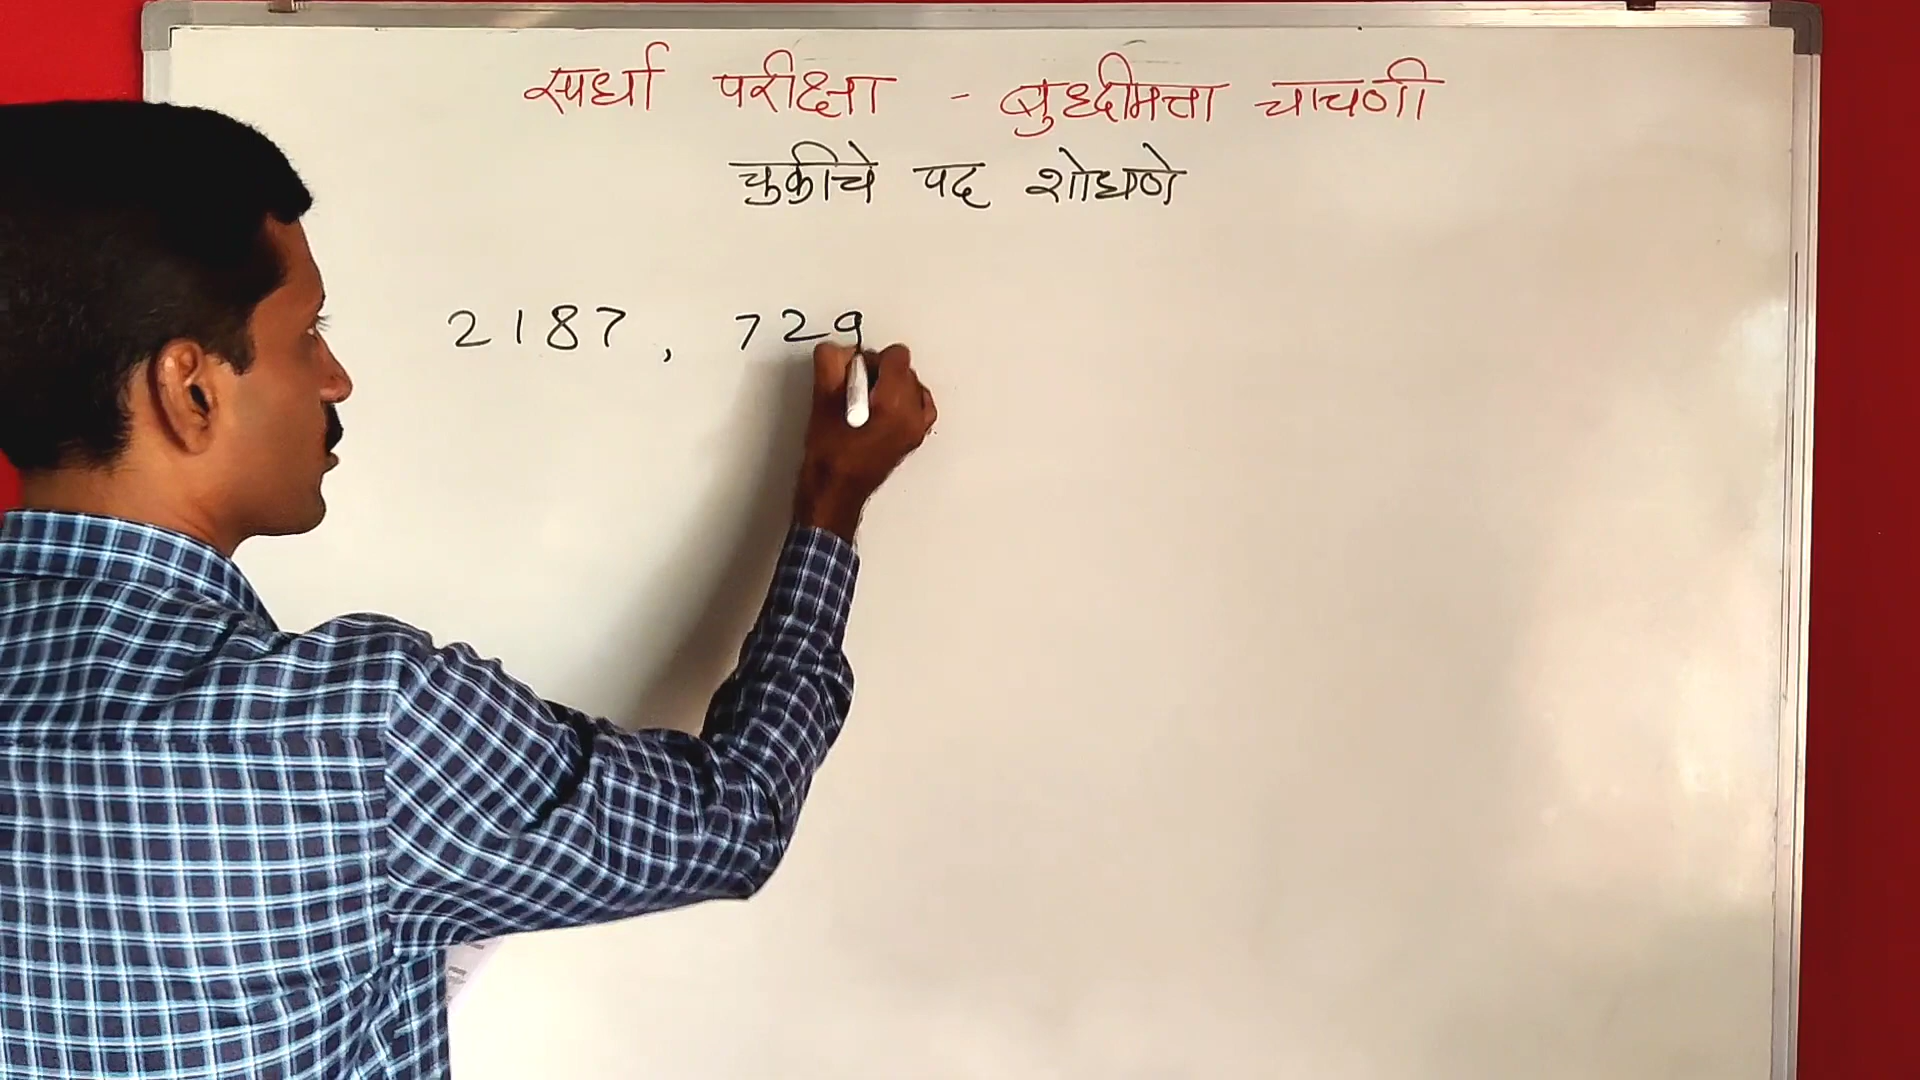 स्पर्धा परीक्षा - बुध्दीमत्ता चाचणी
चुकीचे पद शोधणे
2187, 729